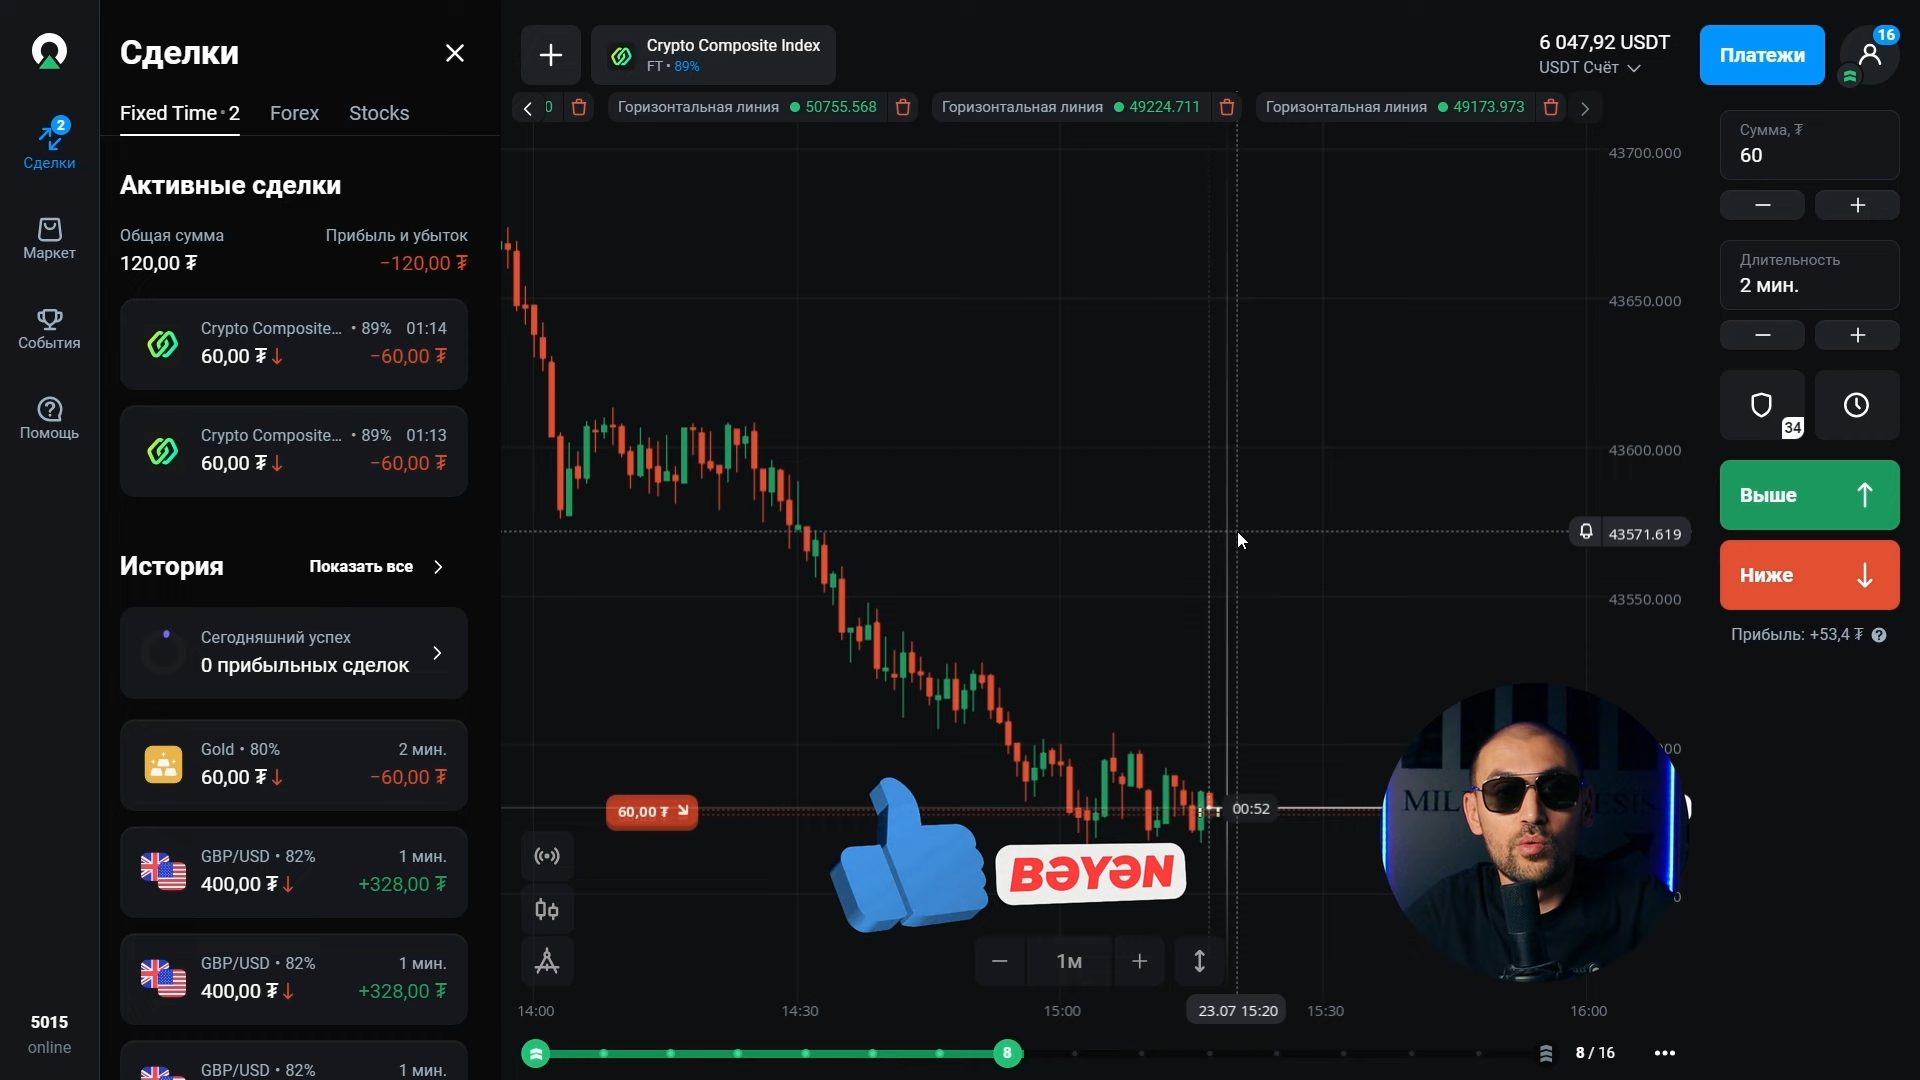 Сделки
2
Сделки
Маркет
События
Помощь
5015
online
Fixed Time • 2
Forex
Stocks
Активные сделки
Общая сумма
Прибыль и убыток
120,00 ₮
−120,00 ₮
Crypto Composite... • 89% 01:14
60,00 ₮↓ −60,00 ₮
Crypto Composite... • 89% 01:13
60,00 ₮↓ −60,00 ₮
История
Показать все
Сегодняшний успех
0 прибыльных сделок
Gold • 80% 2 мин.
60,00 ₮↓ −60,00 ₮
GBP/USD • 82% 1 мин.
400,00 ₮↓ +328,00 ₮
GBP/USD • 82% 1 мин.
400,00 ₮↓ +328,00 ₮
GBP/USD • 82% 1 мин.
Crypto Composite Index
FT • 89%
6 047,92 USDT
USDT Счёт
Платежи
16
0
Горизонтальная линия 50755.568
Горизонтальная линия 49224.711
Горизонтальная линия 49173.973
43700.000
43650.000
43600.000
43571.619
43550.000
60,00 ₮
00:52
BƏYƏN
1м
14:00
14:30
15:00
23.07 15:20
15:30
16:00
8
8 / 16
Сумма, ₮
60
Длительность
2 мин.
34
Выше
Ниже
Прибыль: +53,4 ₮